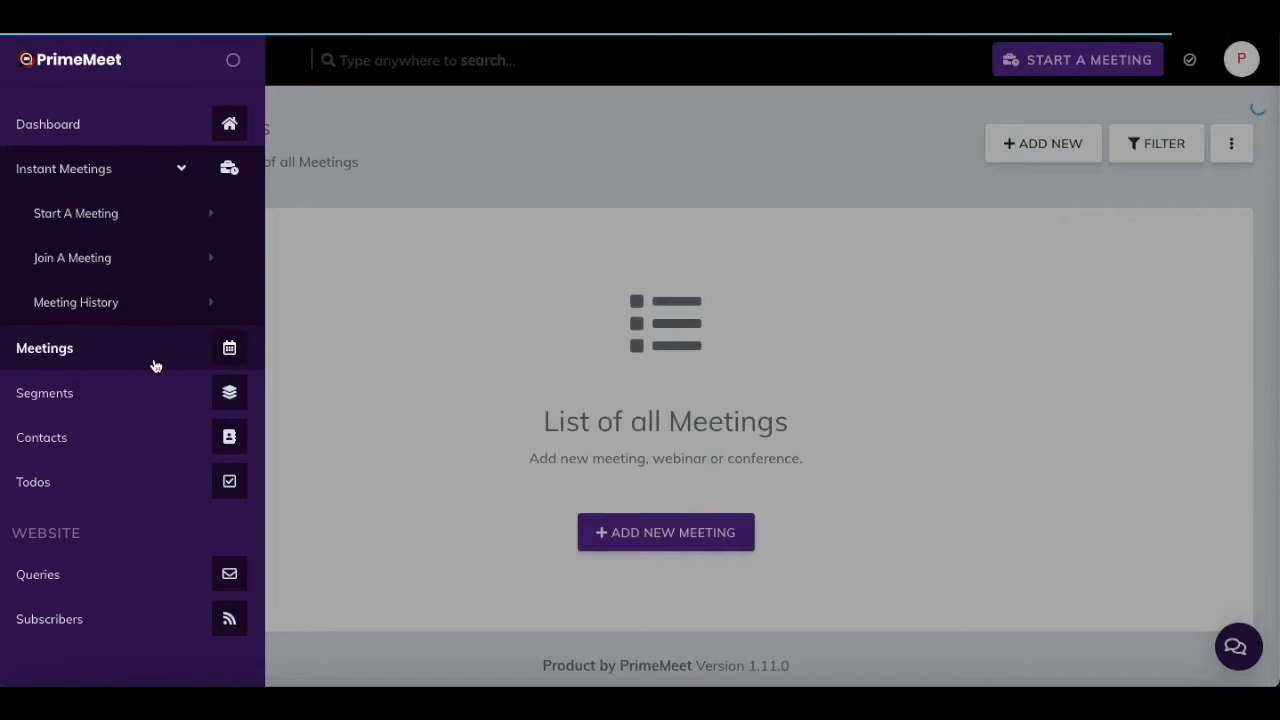 PrimeMeet
Type anywhere to search...
START A MEETING
P
Dashboard
Instant Meetings
Start A Meeting
Join A Meeting
Meeting History
Meetings
Segments
Contacts
Todos
WEBSITE
Queries
Subscribers
s
of all Meetings
+ ADD NEW
FILTER
List of all Meetings
Add new meeting, webinar or conference.
+ ADD NEW MEETING
Product by PrimeMeet Version 1.11.0